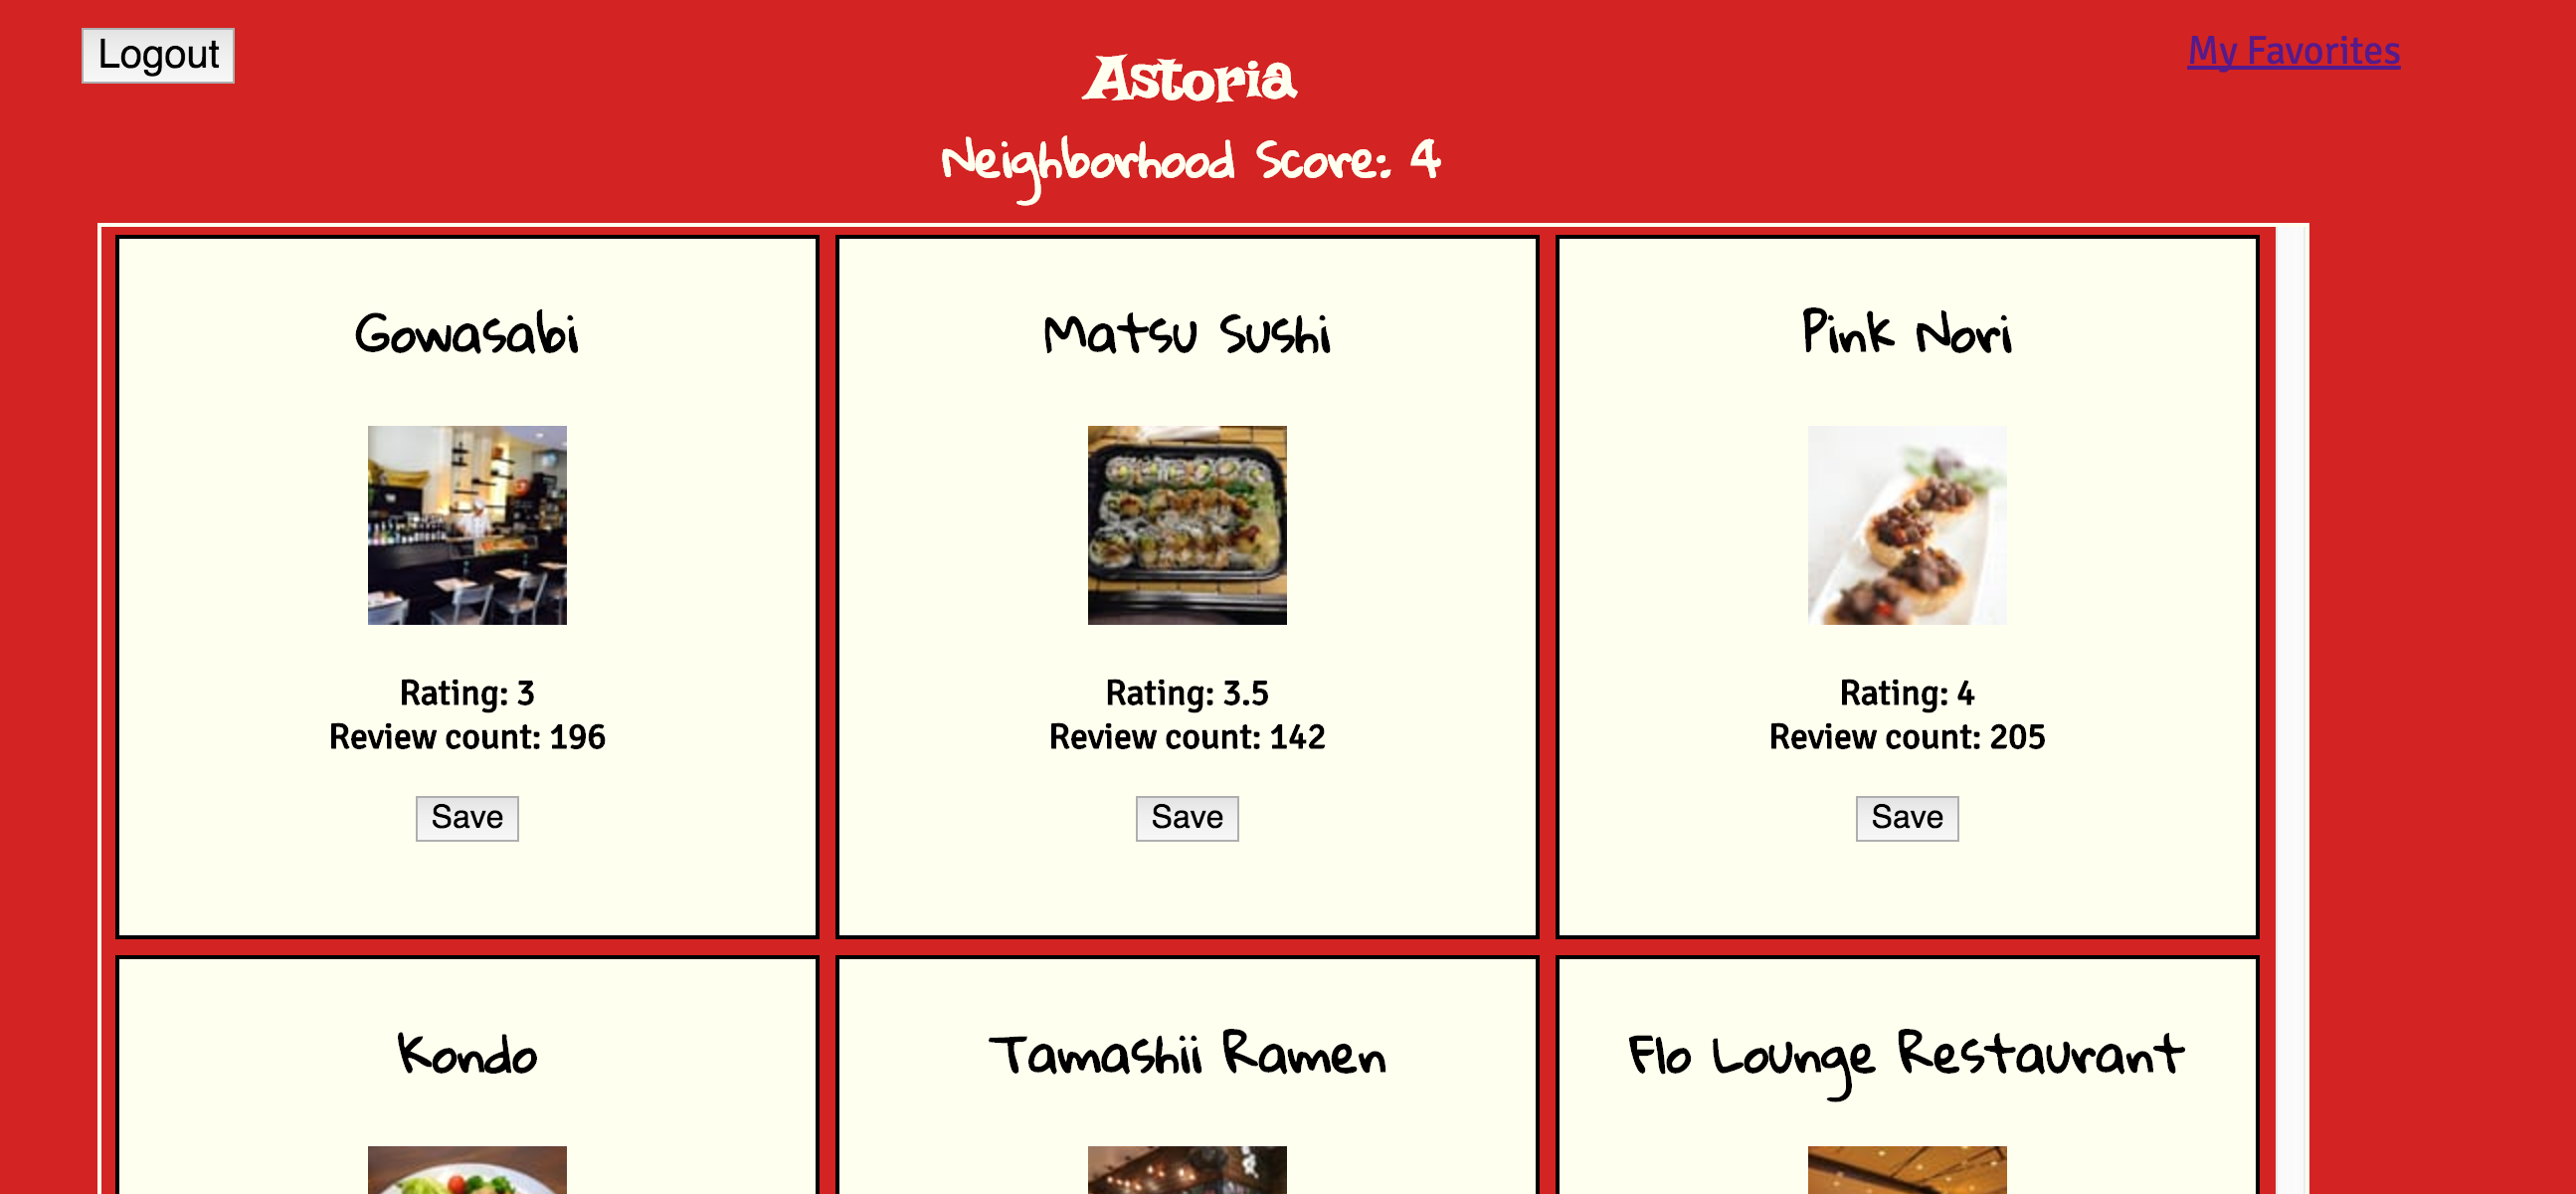 Logout
My Favorites
Astoria
Neighborhood Score: 4
Gowasabi
Matsu Sushi
Pink Nori
Rating: 3
Review count: 196
Save
Rating: 3.5
Review count: 142
Save
Rating: 4
Review count: 205
Save
Kondo
Tamashii Ramen
Flo Lounge Restaurant